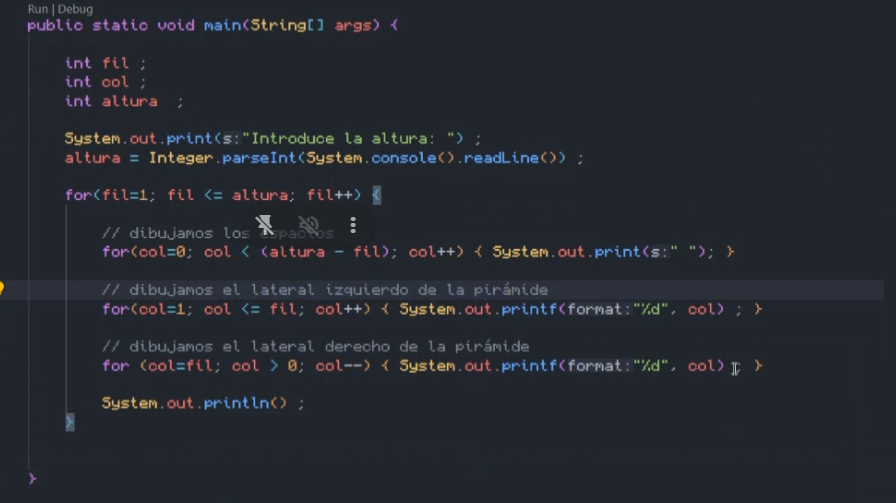 Run | Debug
public static void main(String[] args) {
int fil ;
int col ;
int altura ;
System.out.print(s:"Introduce la altura: ") ;
altura = Integer.parseInt(System.console().readLine()) ;
for(fil=1; fil <= altura; fil++) {
// dibujamos los espacios
for(col=0; col < (altura - fil); col++) { System.out.print(s:" "); }
// dibujamos el lateral izquierdo de la pirámide
for(col=1; col <= fil; col++) { System.out.printf(format:"%d", col) ; }
// dibujamos el lateral derecho de la pirámide
for (col=fil; col > 0; col--) { System.out.printf(format:"%d", col) ; }
System.out.println() ;
}
}